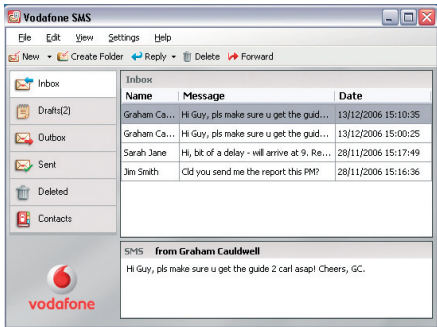 Vodafone SMS
File Edit View Settings Help
New Create Folder Reply Delete Forward
Inbox
Drafts(2)
Outbox
Sent
Deleted
Contacts
vodafone
Inbox
Name Message Date
Graham Ca... Hi Guy, pls make sure u get the guid... 13/12/2006 15:10:35
Graham Ca... Hi Guy, pls make sure u get the guid... 13/12/2006 15:00:25
Sarah Jane Hi, bit of a delay - will arrive at 9. Re... 28/11/2006 15:17:49
Jim Smith Cld you send me the report this PM? 28/11/2006 15:16:36
SMS from Graham Cauldwell
Hi Guy, pls make sure u get the guide 2 carl asap! Cheers, GC.